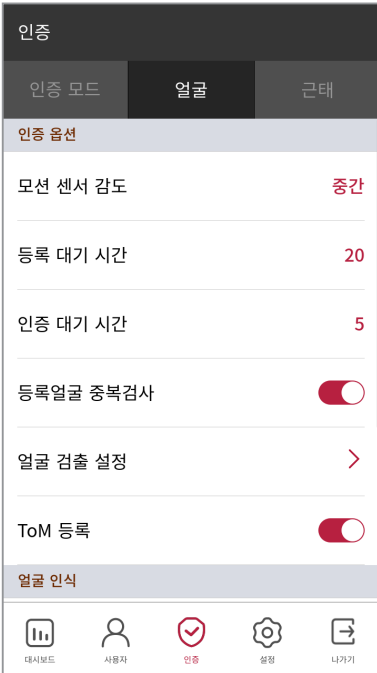 인증
인증 모드 얼굴 근태
인증 옵션
모션 센서 감도 중간
등록 대기 시간 20
인증 대기 시간 5
등록얼굴 중복검사
얼굴 검출 설정
ToM 등록
얼굴 인식
대시보드 사용자 인증 설정 나가기